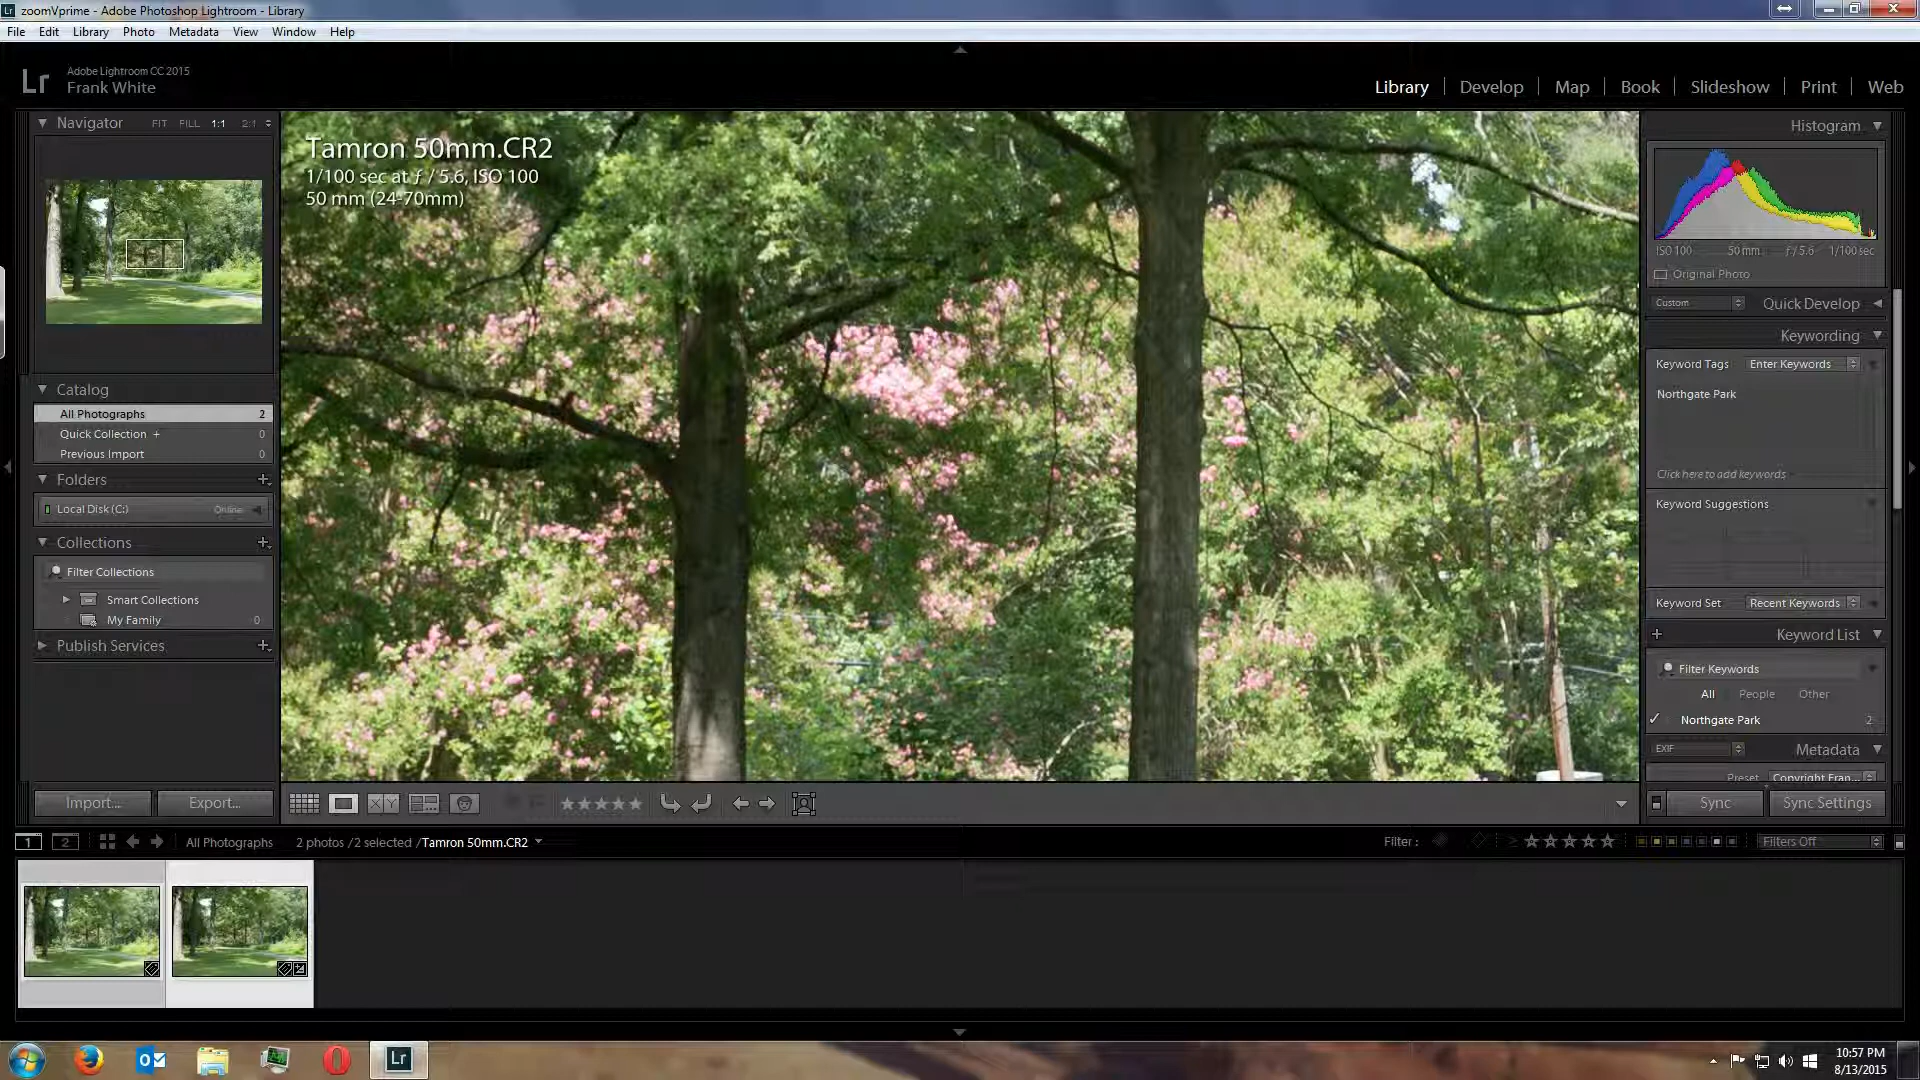 zoomVprime - Adobe Photoshop Lightroom - Library
File Edit Library Photo Metadata View Window Help
Lr
Adobe Lightroom CC 2015
Frank White
Library Develop Map Book Slideshow Print Web
Navigator FIT FILL 1:1 2:1
Catalog
All Photographs 2
Quick Collection + 0
Previous Import 0
Folders
Local Disk (C:) Online
Collections
Filter Collections
Smart Collections
My Family 0
Publish Services
Import... Export...
Tamron 50mm.CR2
1/100 sec at ƒ / 5.6, ISO 100
50 mm (24-70mm)
Histogram
ISO 100 50 mm ƒ / 5.6 1/100 sec
Original Photo
Custom Quick Develop
Keywording
Keyword Tags Enter Keywords
Northgate Park
Click here to add keywords
Keyword Suggestions
Keyword Set Recent Keywords
Keyword List
Filter Keywords
All People Other
Northgate Park 2
EXIF Metadata
Preset Copyright Fran...
Sync Sync Settings
X Y
1 2 All Photographs 2 photos / 2 selected / Tamron 50mm.CR2
Filter : Filters Off
Lr
10:57 PM
8/13/2015